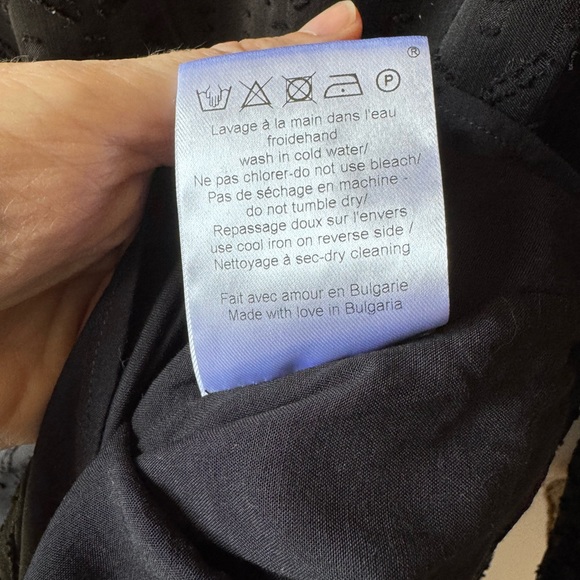 ®
P
Lavage à la main dans l'eau
froidehand
wash in cold water/
Ne pas chlorer-do not use bleach/
Pas de séchage en machine -
do not tumble dry/
Repassage doux sur l'envers
use cool iron on reverse side /
Nettoyage à sec-dry cleaning
Fait avec amour en Bulgarie
Made with love in Bulgaria